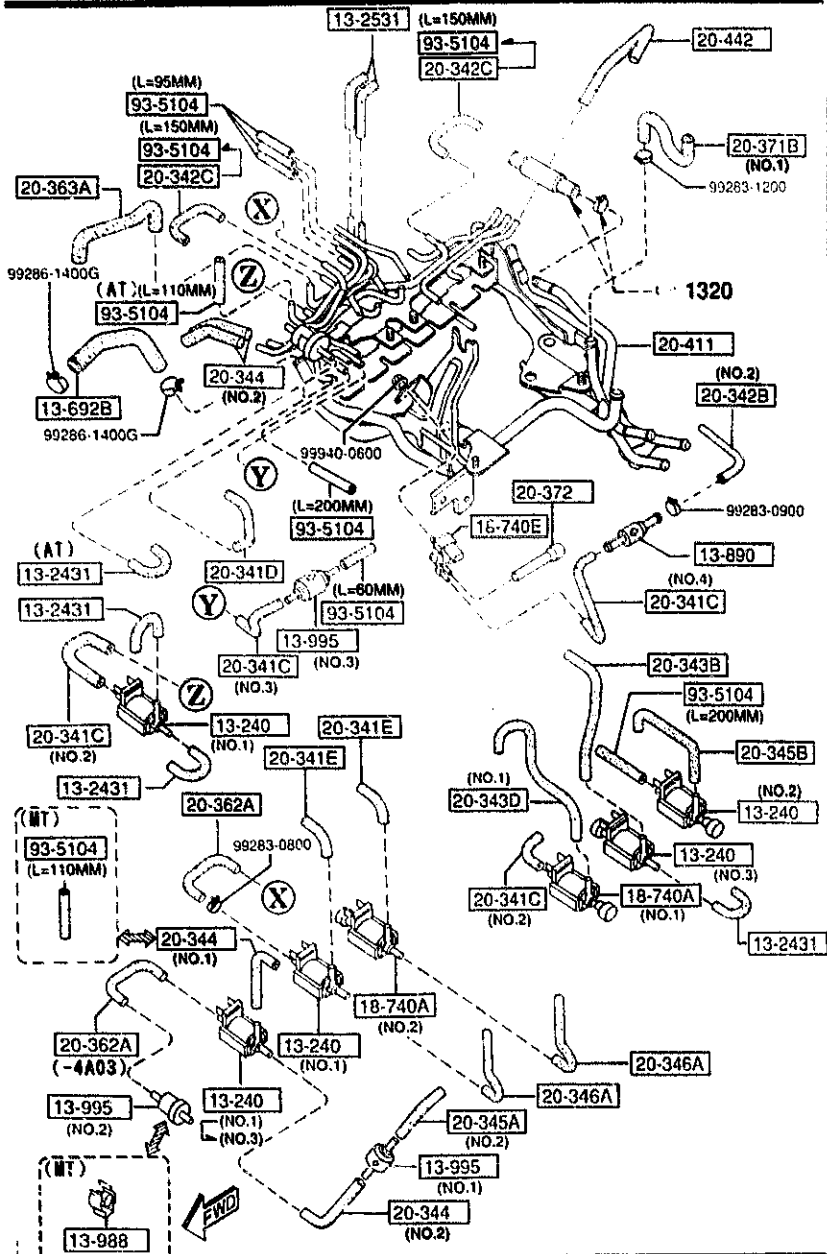 13-2531
(L=150MM)
93-5104
20-342C
20-442
(L=95MM)
93-5104
(L=150MM)
93-5104
20-342C
20-371B
(NO.1)
99283-1200
20-363A
X
99286-1400G
Z
(AT)(L=110MM)
93-5104
1320
20-411
20-344
(NO.2)
(NO.2)
20-342B
13-692B
99286-1400G
99940-0600
Y
(L=200MM)
93-5104
20-372
99283-0900
16-740E
13-890
(AT)
13-2431
20-341D
(L=60MM)
93-5104
(NO.4)
20-341C
13-2431
Y
13-995
(NO.3)
20-341C
(NO.3)
20-343B
Z
93-5104
(L=200MM)
20-341C
(NO.2)
13-240
(NO.1)
20-341E
20-341E
20-345B
13-2431
(NO.1)
20-343D
(NO.2)
13-240
20-362A
(MT)
93-5104
(L=110MM)
99283-0800
13-240
(NO.3)
X
20-341C
(NO.2)
18-740A
(NO.1)
13-2431
20-344
(NO.1)
18-740A
(NO.2)
20-362A
(-4A03)
13-240
(NO.1)
20-346A
13-995
(NO.2)
13-240
(NO.1)
(NO.3)
20-346A
20-345A
(NO.2)
(MT)
13-995
(NO.1)
FWD
13-988
20-344
(NO.2)